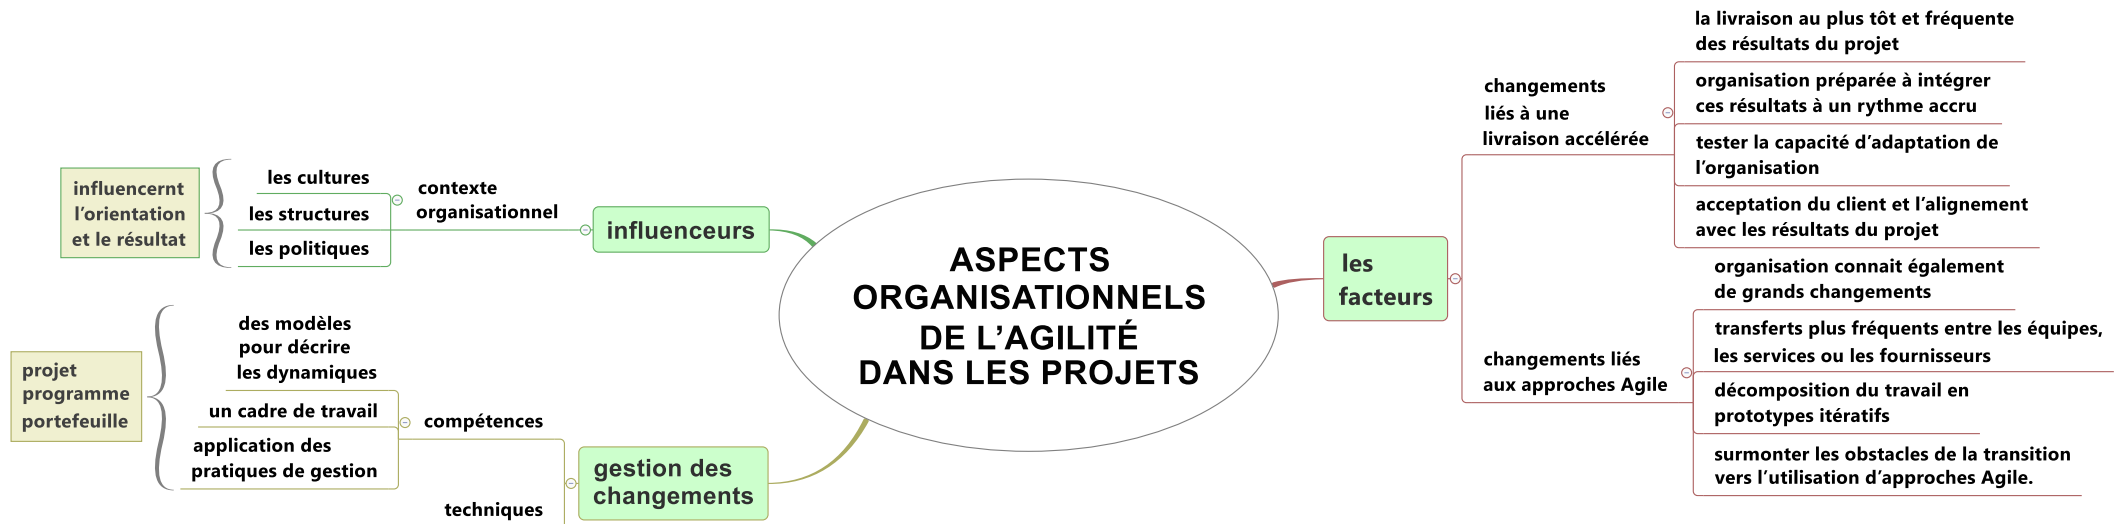 ASPECTS
ORGANISATIONNELS
DE L’AGILITÉ
DANS LES PROJETS
les
facteurs
changements
liés à une
livraison accélérée
la livraison au plus tôt et fréquente
des résultats du projet
organisation préparée à intégrer
ces résultats à un rythme accru
tester la capacité d’adaptation de
l’organisation
acceptation du client et l’alignement
avec les résultats du projet
changements liés
aux approches Agile
organisation connait également
de grands changements
transferts plus fréquents entre les équipes,
les services ou les fournisseurs
décomposition du travail en
prototypes itératifs
surmonter les obstacles de la transition
vers l’utilisation d’approches Agile.
influenceurs
contexte
organisationnel
les cultures
les structures
les politiques
influencernt
l’orientation
et le résultat
gestion des
changements
compétences
des modèles
pour décrire
les dynamiques
un cadre de travail
application des
pratiques de gestion
projet
programme
portefeuille
techniques